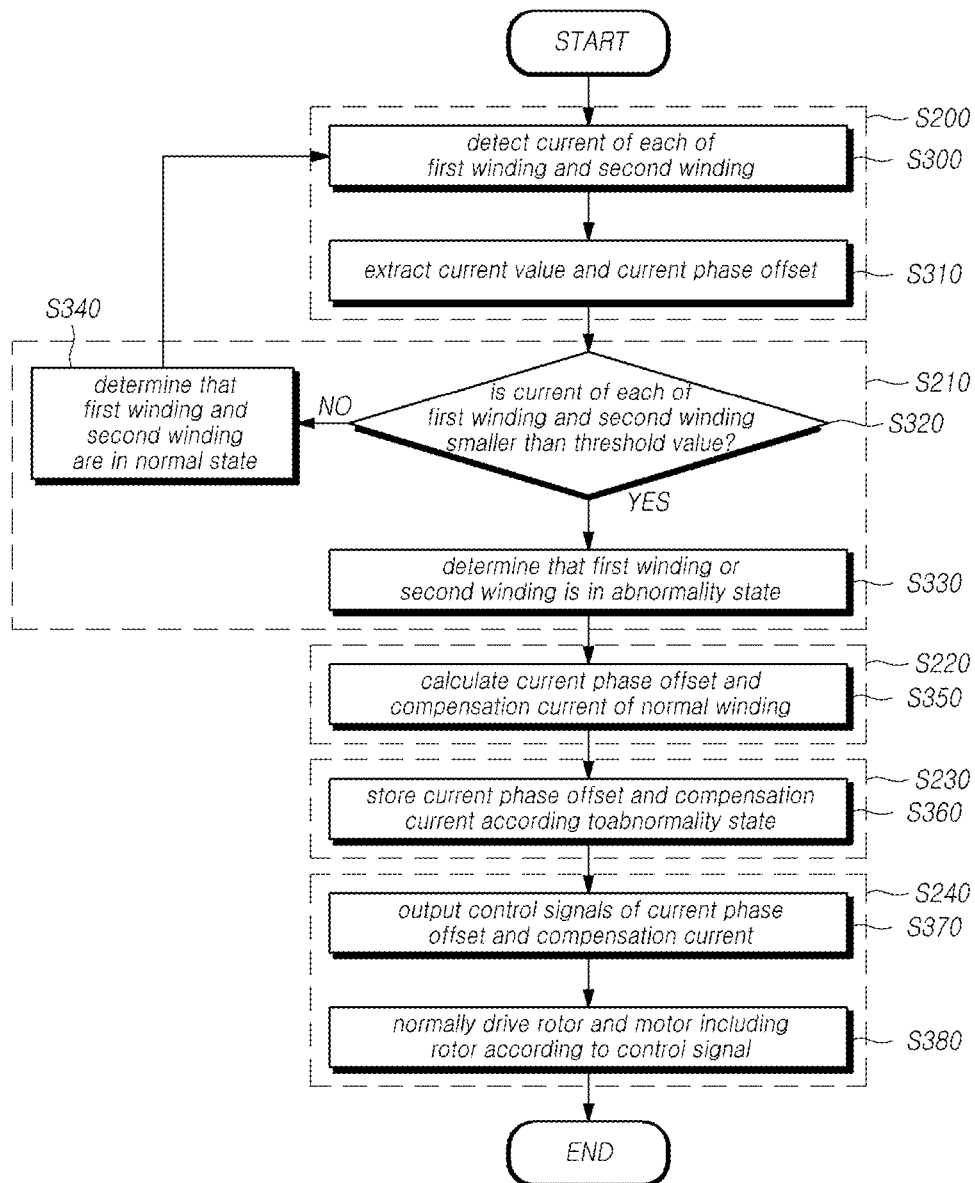 START
S200
detect current of each of
first winding and second winding
S300
extract current value and current phase offset
S310
S340
determine that
first winding and
second winding
are in normal state
NO
is current of each of
first winding and second winding
smaller than threshold value?
S210
S320
YES
determine that first winding or
second winding is in abnormality state
S330
S220
calculate current phase offset and
compensation current of normal winding
S350
S230
store current phase offset and compensation
current according toabnormality state
S360
S240
output control signals of current phase
offset and compensation current
S370
normally drive rotor and motor including
rotor according to control signal
S380
END